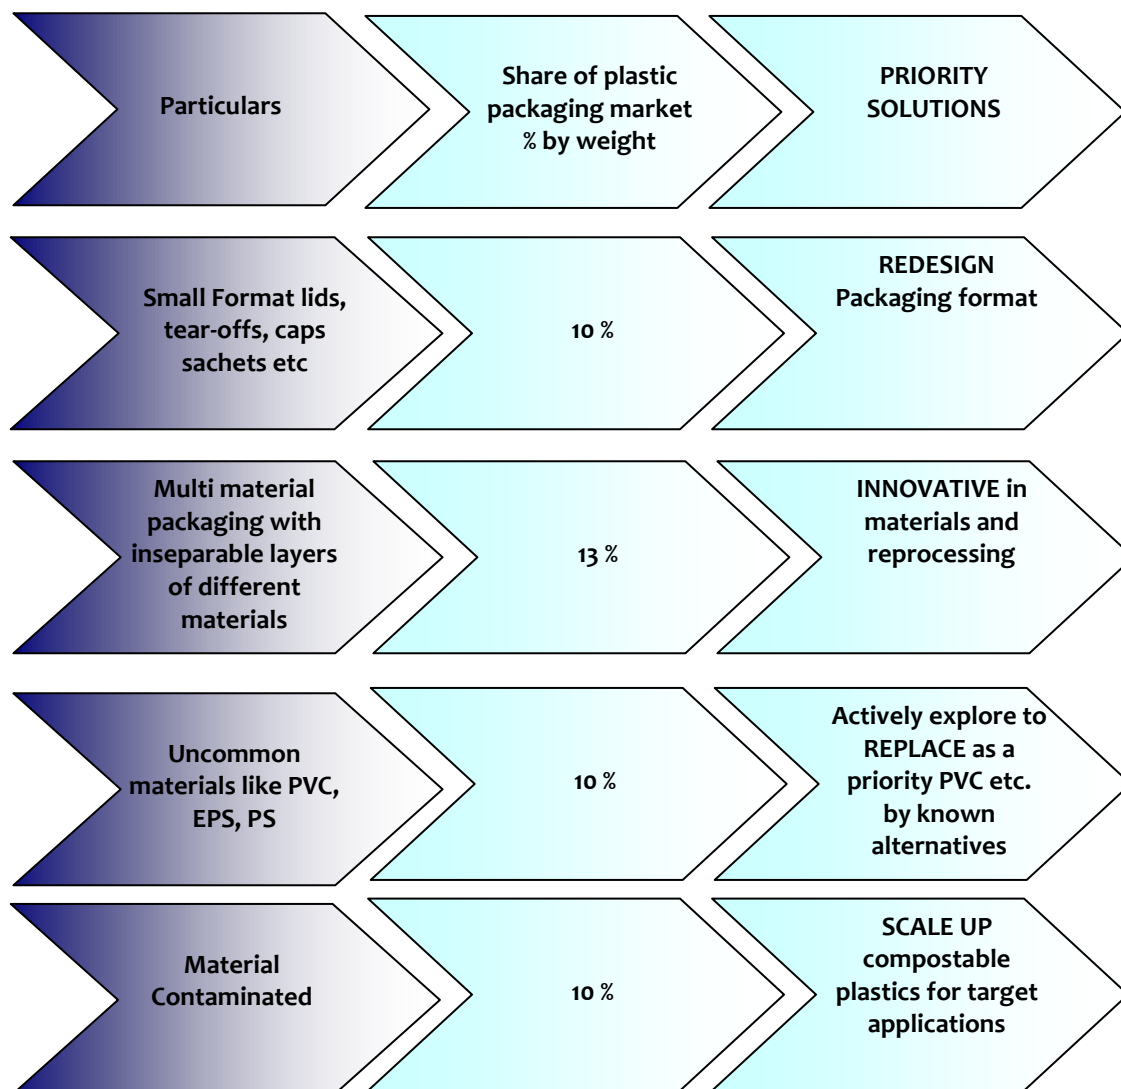 Particulars
Share of plastic
packaging market
% by weight
PRIORITY
SOLUTIONS
Small Format lids,
tear-offs, caps
sachets etc
10 %
REDESIGN
Packaging format
Multi material
packaging with
inseparable layers
of different
materials
13 %
INNOVATIVE in
materials and
reprocessing
Uncommon
materials like PVC,
EPS, PS
10 %
Actively explore to
REPLACE as a
priority PVC etc.
by known
alternatives
Material
Contaminated
10 %
SCALE UP
compostable
plastics for target
applications